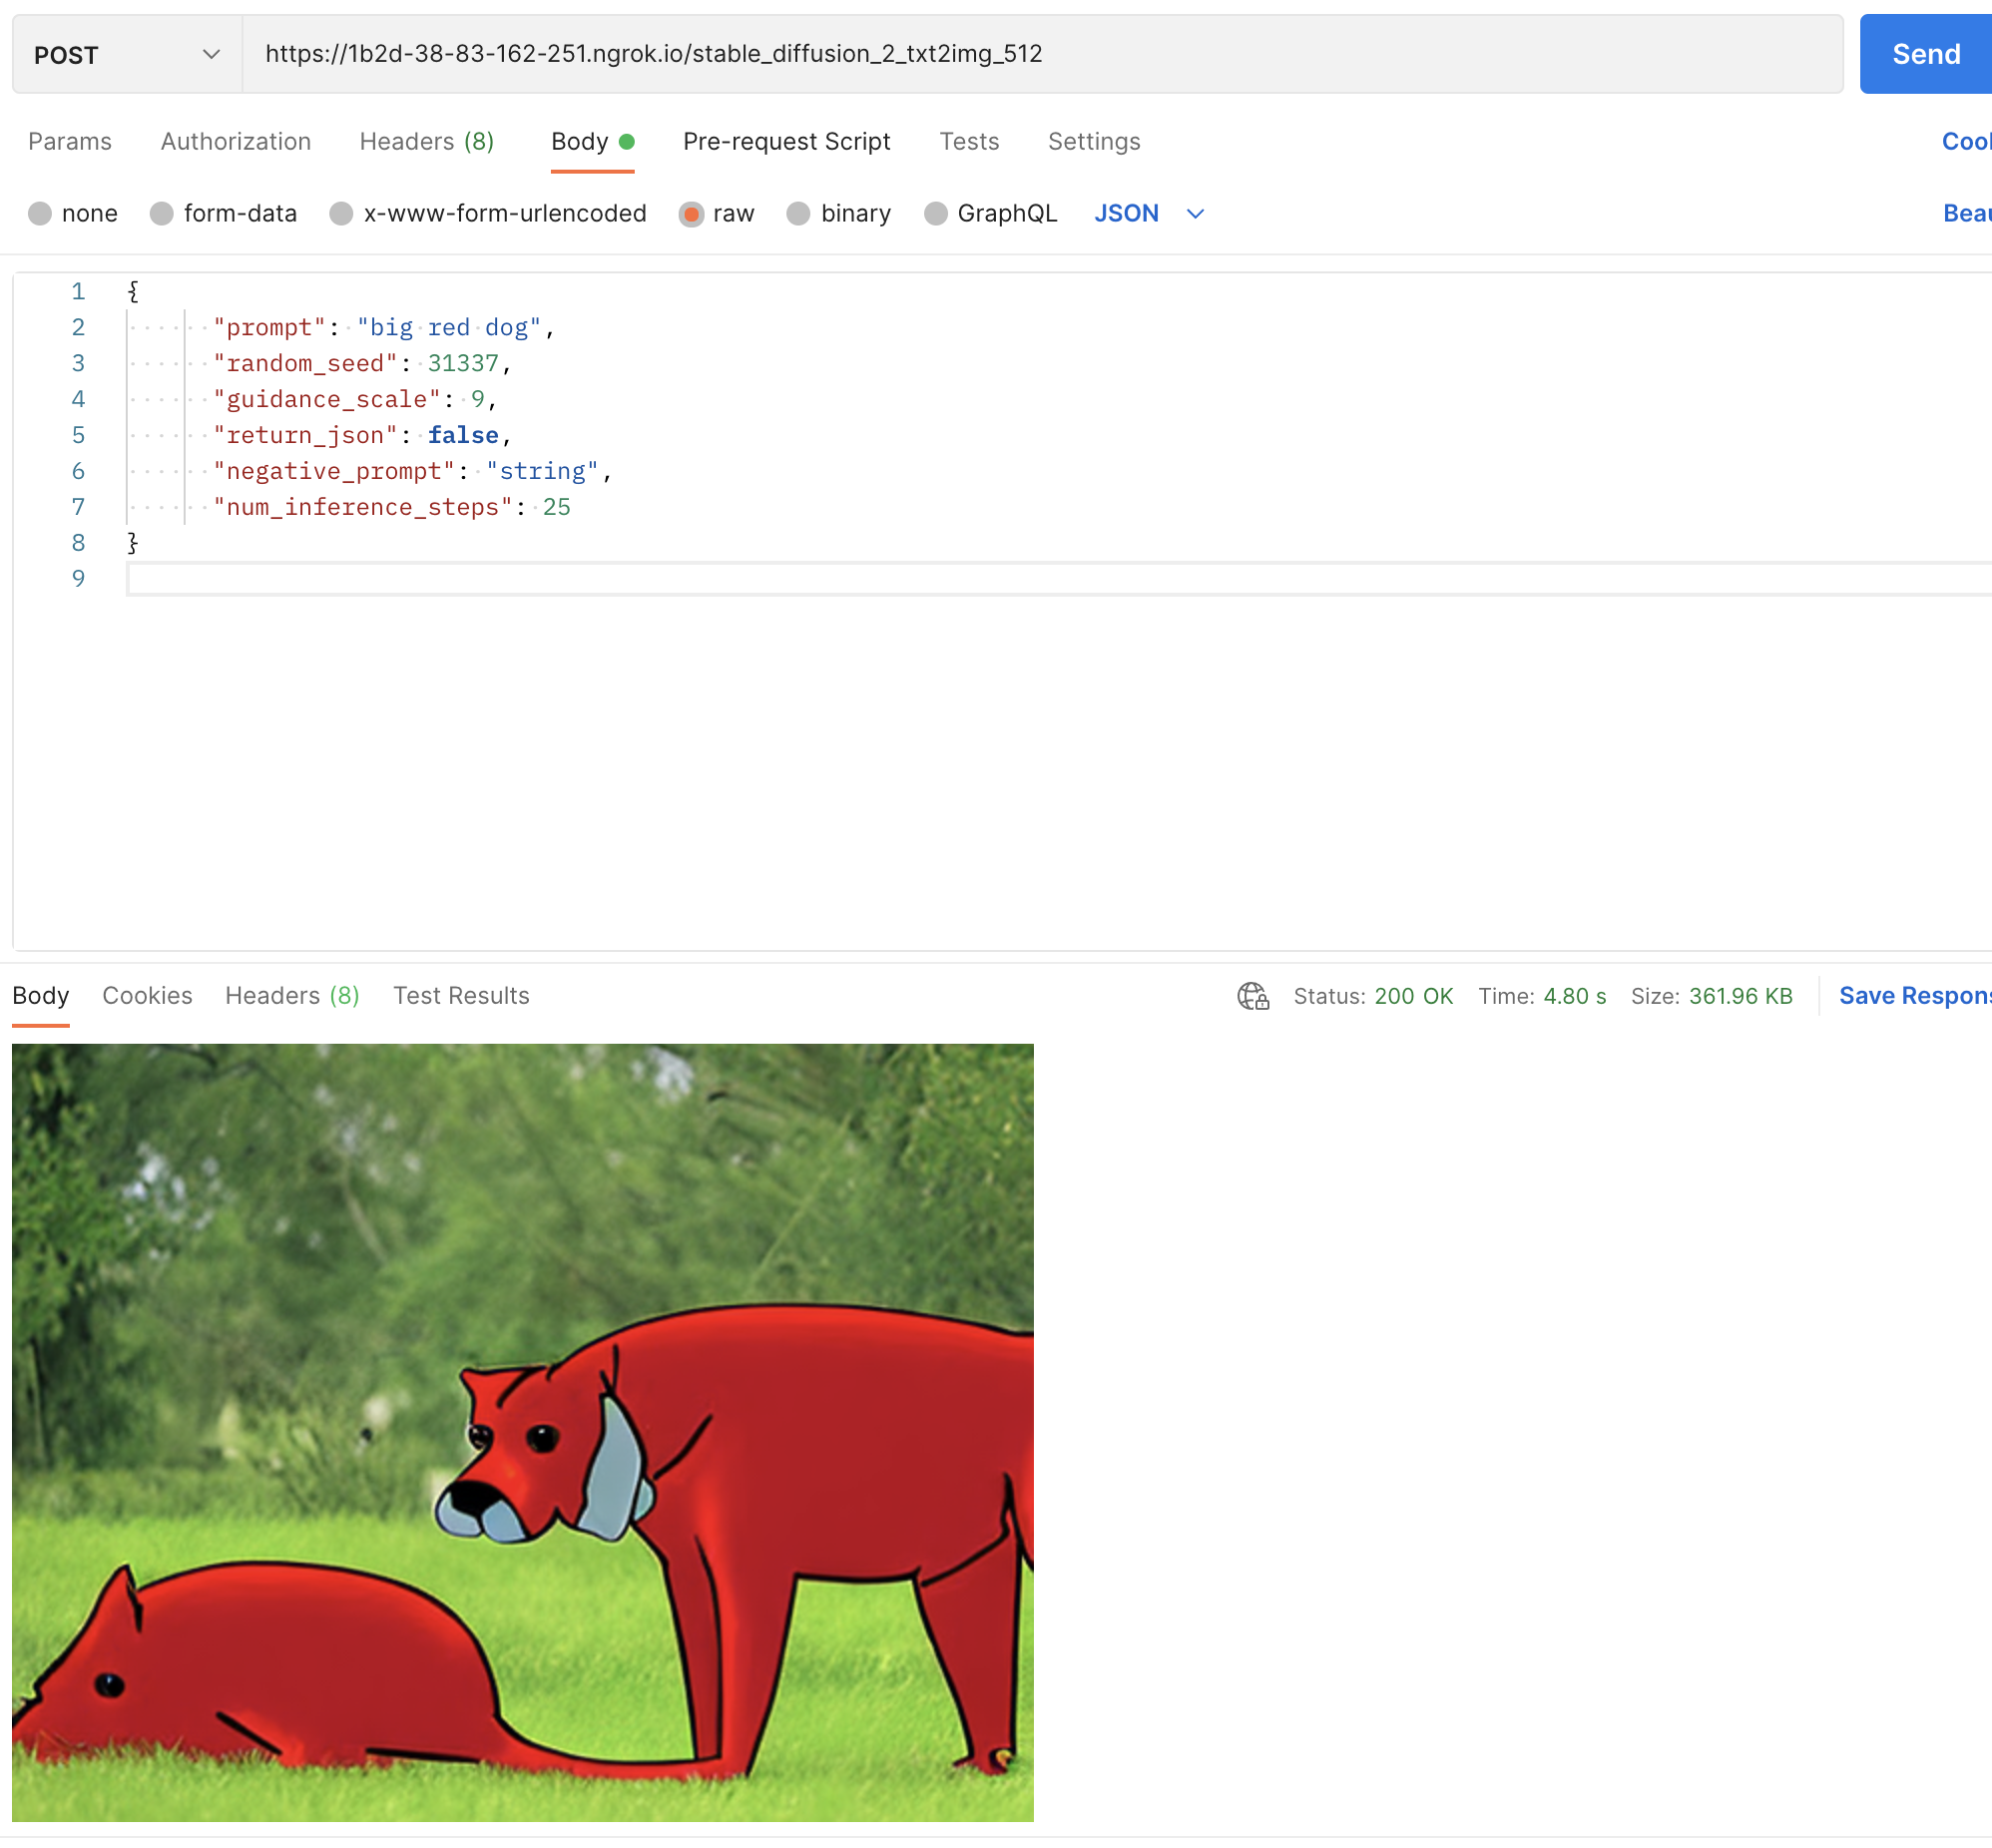 POST https://1b2d-38-83-162-251.ngrok.io/stable_diffusion_2_txt2img_512 Send
Params Authorization Headers (8) Body Pre-request Script Tests Settings
none form-data x-www-form-urlencoded raw binary GraphQL JSON
1 {
2 "prompt": "big red dog",
3 "random_seed": 31337,
4 "guidance_scale": 9,
5 "return_json": false,
6 "negative_prompt": "string",
7 "num_inference_steps": 25
8 }
9
Body Cookies Headers (8) Test Results Status: 200 OK Time: 4.80 s Size: 361.96 KB Save